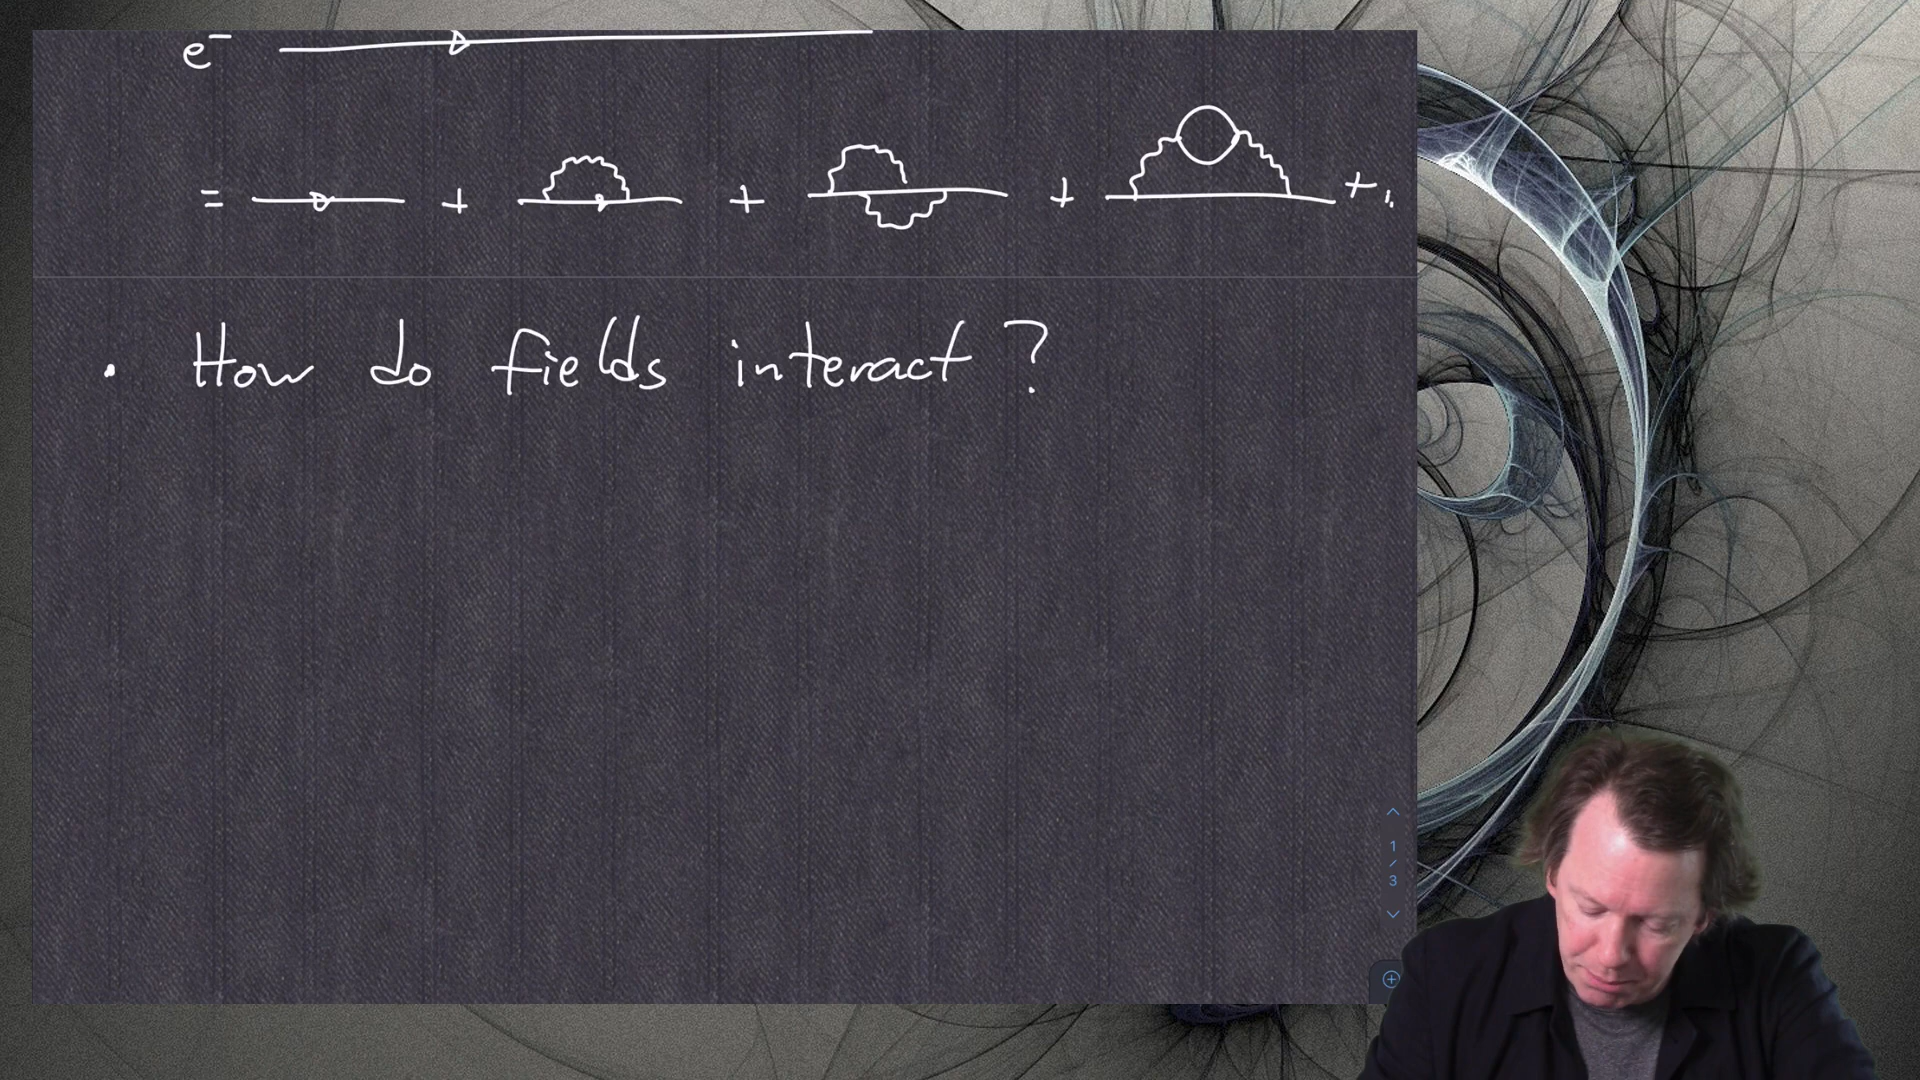 e⁻
= + + + + ..
• How do fields interact?
1
/
3